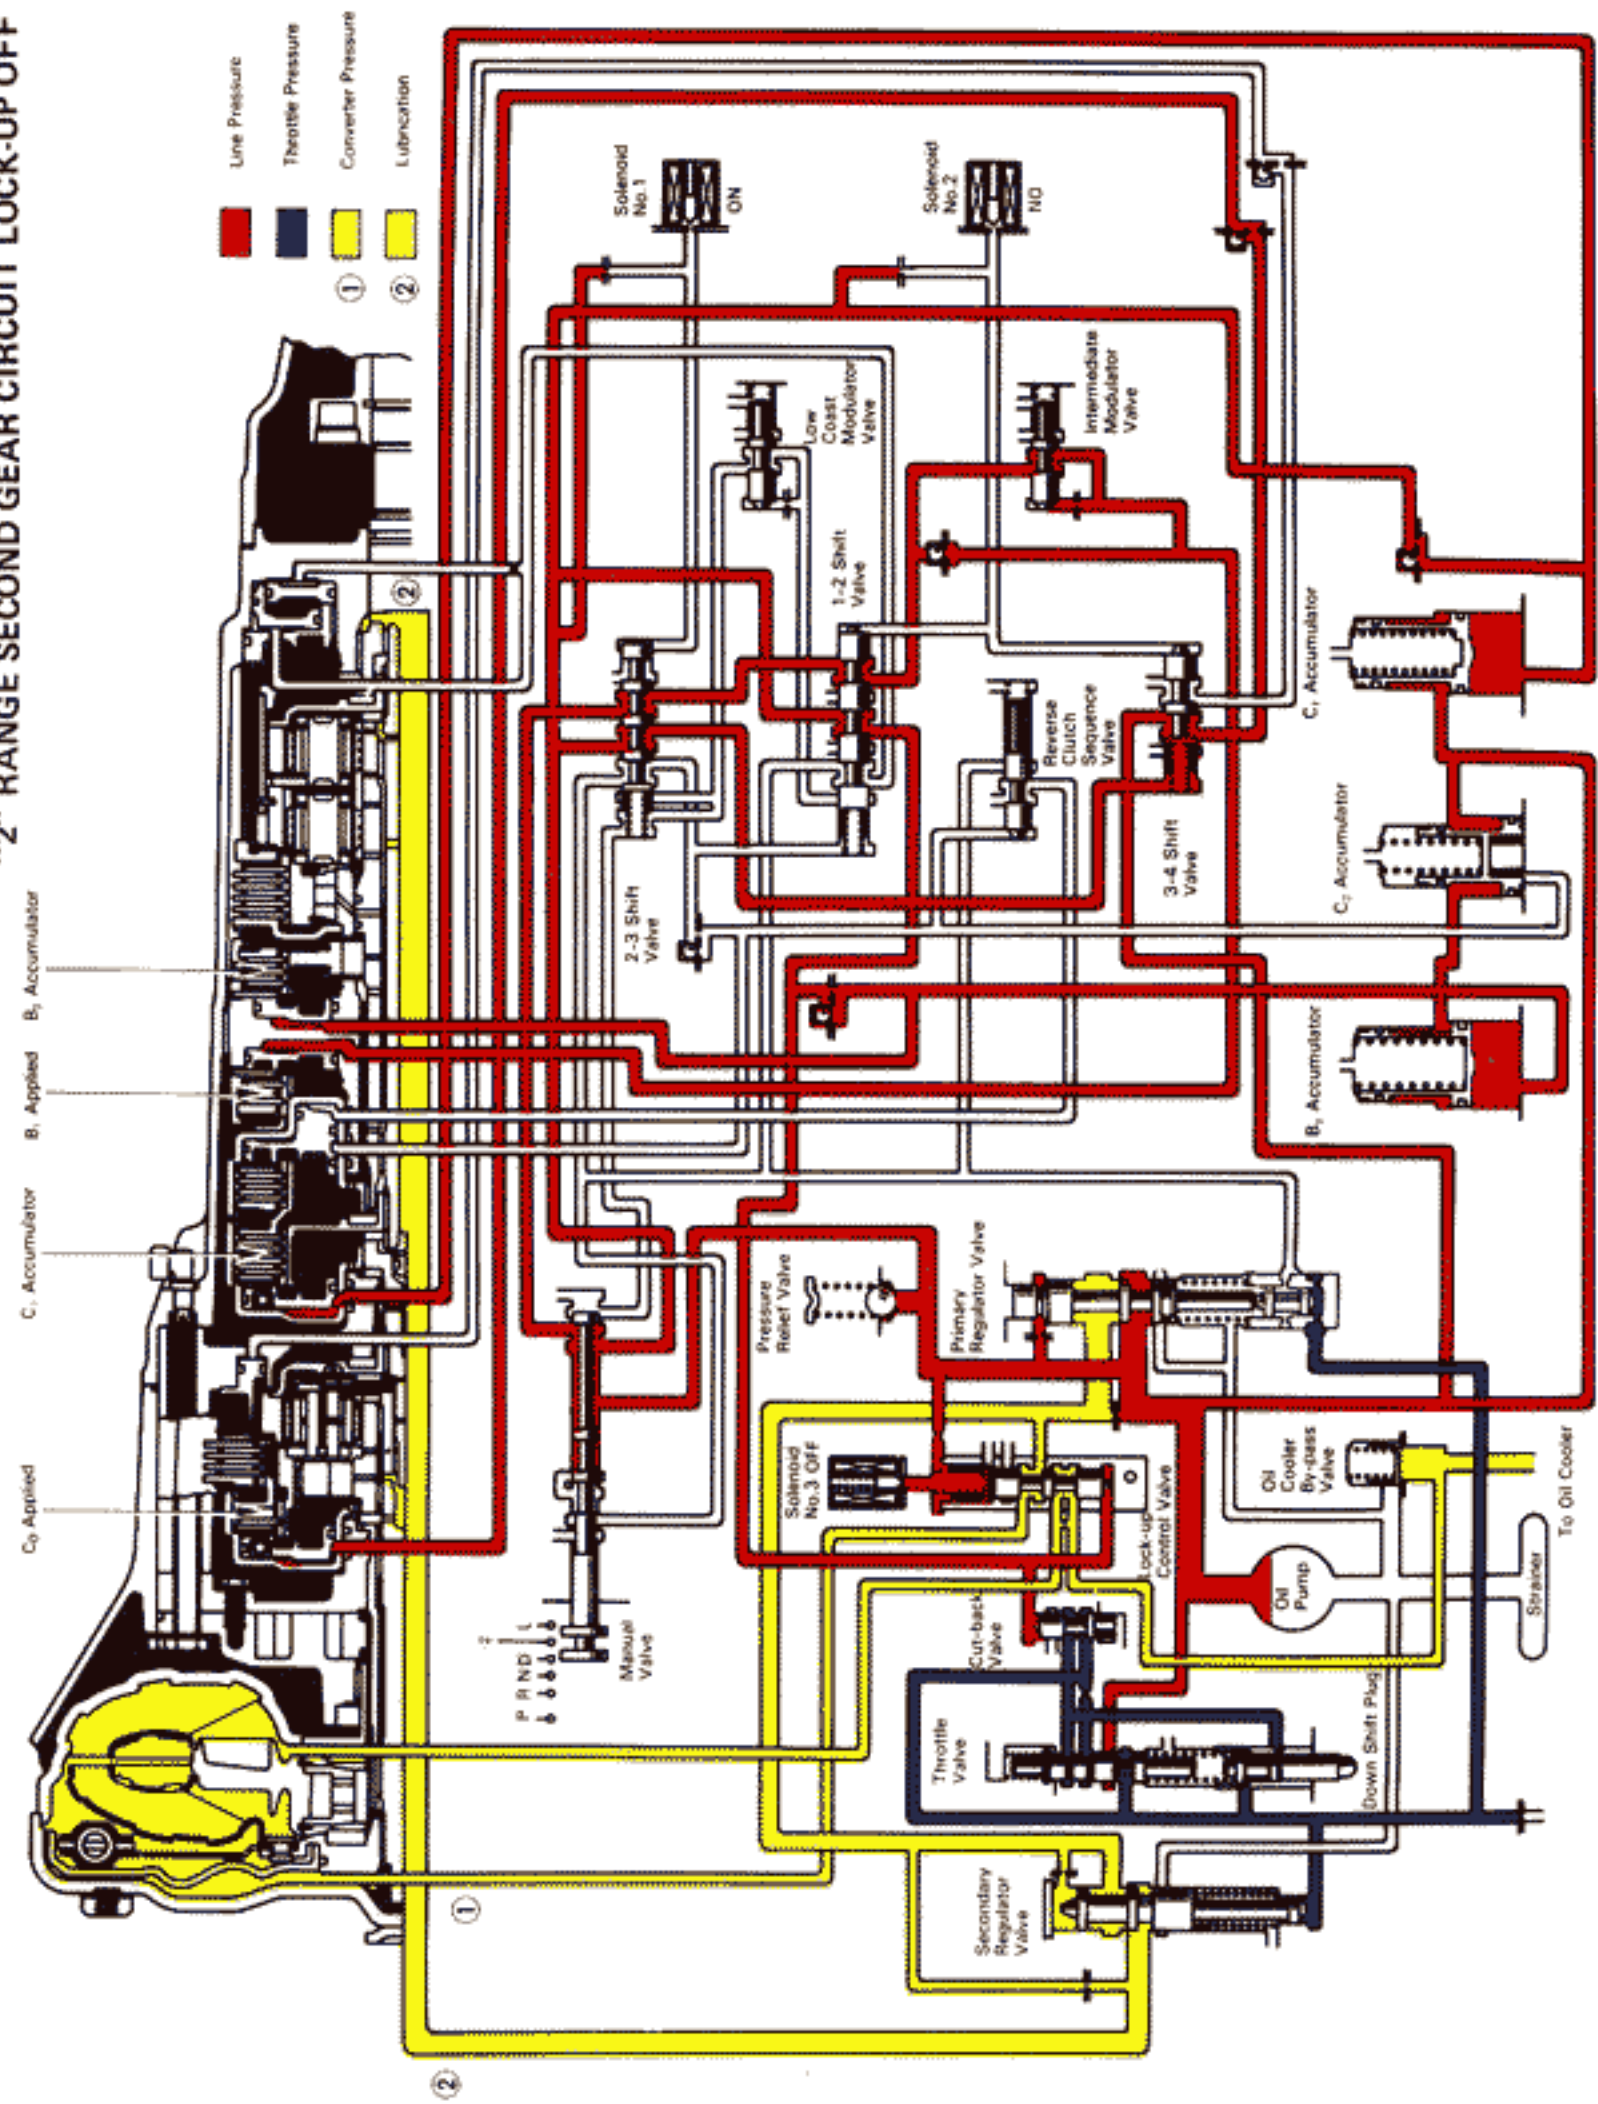 "2" RANGE SECOND GEAR CIRCUIT LOCK-UP OFF
C₀ Applied
C₁ Accumulator
B₁ Applied
B₂ Accumulator
Line Pressure
Throttle Pressure
① Converter Pressure
② Lubrication
①
②
②
①
②
P R N D 2 L
Manual
Valve
2-3 Shift
Valve
Solenoid
No.1
ON
Pressure
Relief Valve
Solenoid
No.3 OFF
Low
Coast
Modulator
Valve
1-2 Shift
Valve
Solenoid
No.2
ON
Throttle
Valve
Cut-back
Valve
Primary
Regulator Valve
Secondary
Regulator
Valve
Reverse
Clutch
Sequence
Valve
Intermediate
Modulator
Valve
Lock-up
Control Valve
3-4 Shift
Valve
Oil
Cooler
By-pass
Valve
Oil
Pump
Down Shift Plug
B₂ Accumulator
C₂ Accumulator
C₁ Accumulator
Strainer
To Oil Cooler